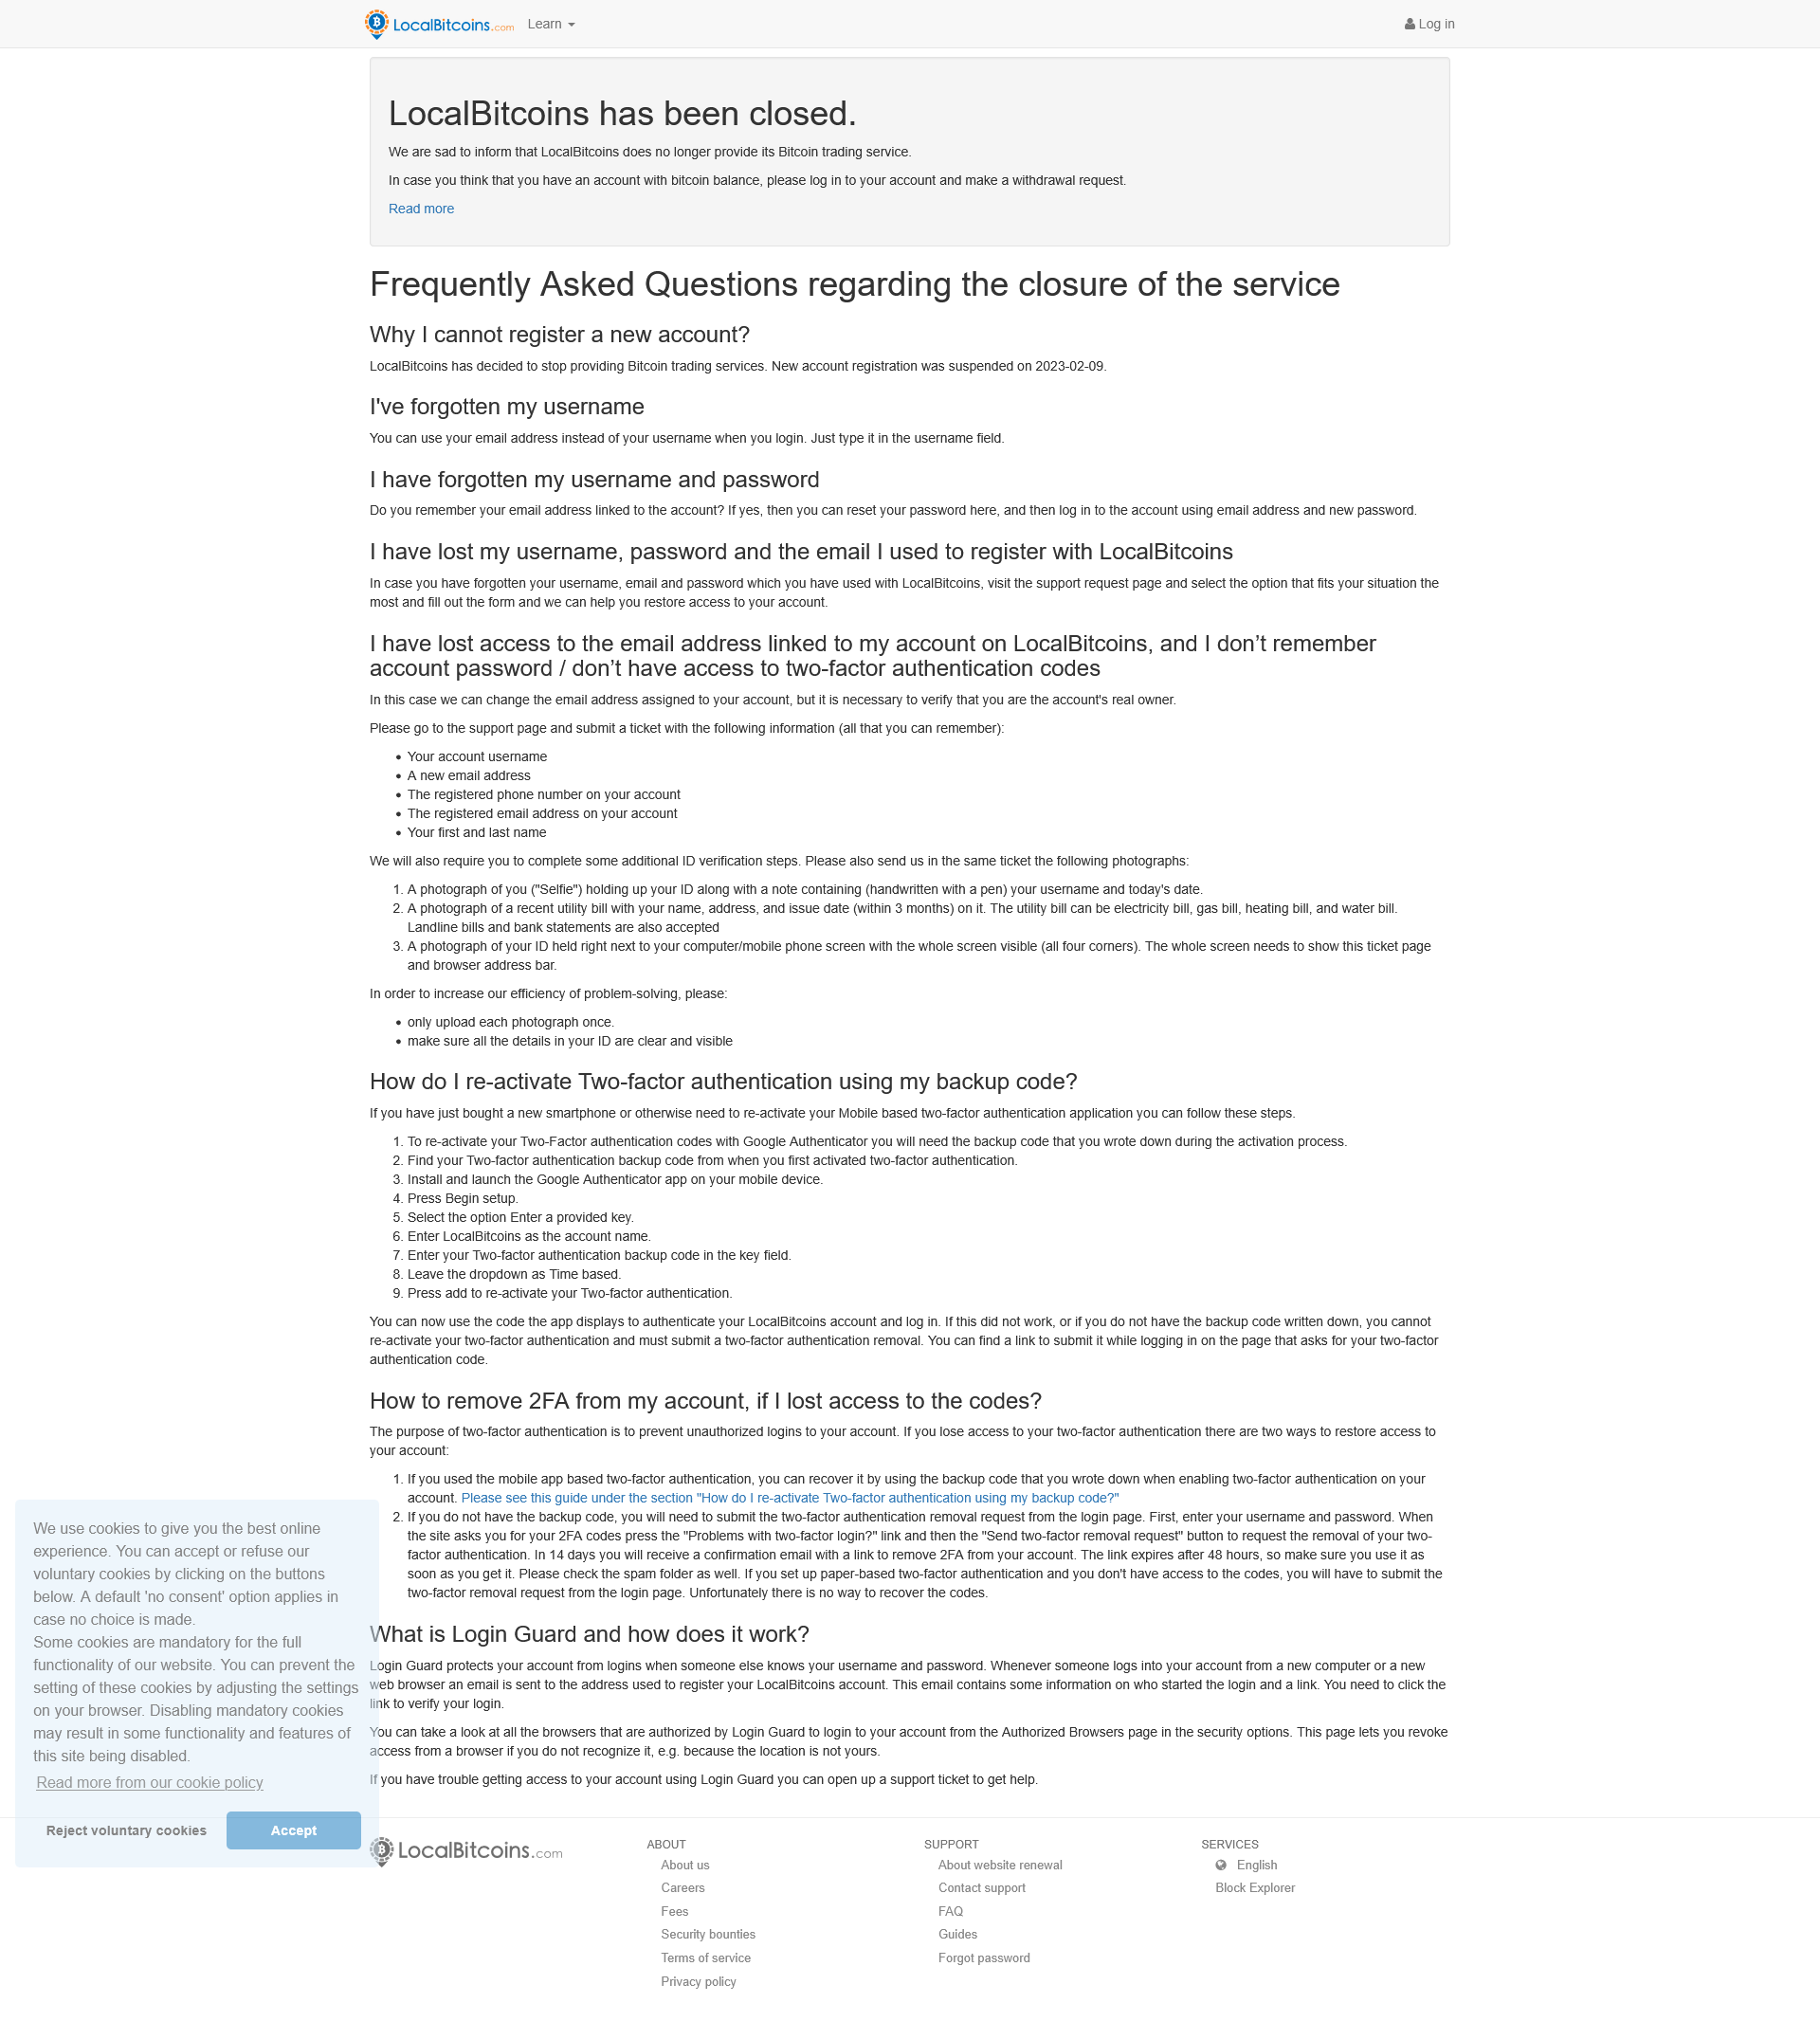 LocalBitcoins.com Learn Log in
LocalBitcoins has been closed.
We are sad to inform that LocalBitcoins does no longer provide its Bitcoin trading service.
In case you think that you have an account with bitcoin balance, please log in to your account and make a withdrawal request.
Read more
Frequently Asked Questions regarding the closure of the service
Why I cannot register a new account?
LocalBitcoins has decided to stop providing Bitcoin trading services. New account registration was suspended on 2023-02-09.
I've forgotten my username
You can use your email address instead of your username when you login. Just type it in the username field.
I have forgotten my username and password
Do you remember your email address linked to the account? If yes, then you can reset your password here, and then log in to the account using email address and new password.
I have lost my username, password and the email I used to register with LocalBitcoins
In case you have forgotten your username, email and password which you have used with LocalBitcoins, visit the support request page and select the option that fits your situation the
most and fill out the form and we can help you restore access to your account.
I have lost access to the email address linked to my account on LocalBitcoins, and I don’t remember
account password / don’t have access to two-factor authentication codes
In this case we can change the email address assigned to your account, but it is necessary to verify that you are the account's real owner.
Please go to the support page and submit a ticket with the following information (all that you can remember):
• Your account username
• A new email address
• The registered phone number on your account
• The registered email address on your account
• Your first and last name
We will also require you to complete some additional ID verification steps. Please also send us in the same ticket the following photographs:
1. A photograph of you ("Selfie") holding up your ID along with a note containing (handwritten with a pen) your username and today's date.
2. A photograph of a recent utility bill with your name, address, and issue date (within 3 months) on it. The utility bill can be electricity bill, gas bill, heating bill, and water bill.
Landline bills and bank statements are also accepted
3. A photograph of your ID held right next to your computer/mobile phone screen with the whole screen visible (all four corners). The whole screen needs to show this ticket page
and browser address bar.
In order to increase our efficiency of problem-solving, please:
• only upload each photograph once.
• make sure all the details in your ID are clear and visible
How do I re-activate Two-factor authentication using my backup code?
If you have just bought a new smartphone or otherwise need to re-activate your Mobile based two-factor authentication application you can follow these steps.
1. To re-activate your Two-Factor authentication codes with Google Authenticator you will need the backup code that you wrote down during the activation process.
2. Find your Two-factor authentication backup code from when you first activated two-factor authentication.
3. Install and launch the Google Authenticator app on your mobile device.
4. Press Begin setup.
5. Select the option Enter a provided key.
6. Enter LocalBitcoins as the account name.
7. Enter your Two-factor authentication backup code in the key field.
8. Leave the dropdown as Time based.
9. Press add to re-activate your Two-factor authentication.
You can now use the code the app displays to authenticate your LocalBitcoins account and log in. If this did not work, or if you do not have the backup code written down, you cannot
re-activate your two-factor authentication and must submit a two-factor authentication removal. You can find a link to submit it while logging in on the page that asks for your two-factor
authentication code.
How to remove 2FA from my account, if I lost access to the codes?
The purpose of two-factor authentication is to prevent unauthorized logins to your account. If you lose access to your two-factor authentication there are two ways to restore access to
your account:
1. If you used the mobile app based two-factor authentication, you can recover it by using the backup code that you wrote down when enabling two-factor authentication on your
account. Please see this guide under the section "How do I re-activate Two-factor authentication using my backup code?"
2. If you do not have the backup code, you will need to submit the two-factor authentication removal request from the login page. First, enter your username and password. When
the site asks you for your 2FA codes press the "Problems with two-factor login?" link and then the "Send two-factor removal request" button to request the removal of your two-
factor authentication. In 14 days you will receive a confirmation email with a link to remove 2FA from your account. The link expires after 48 hours, so make sure you use it as
soon as you get it. Please check the spam folder as well. If you set up paper-based two-factor authentication and you don't have access to the codes, you will have to submit the
two-factor removal request from the login page. Unfortunately there is no way to recover the codes.
What is Login Guard and how does it work?
Login Guard protects your account from logins when someone else knows your username and password. Whenever someone logs into your account from a new computer or a new
web browser an email is sent to the address used to register your LocalBitcoins account. This email contains some information on who started the login and a link. You need to click the
link to verify your login.
You can take a look at all the browsers that are authorized by Login Guard to login to your account from the Authorized Browsers page in the security options. This page lets you revoke
access from a browser if you do not recognize it, e.g. because the location is not yours.
If you have trouble getting access to your account using Login Guard you can open up a support ticket to get help.
We use cookies to give you the best online
experience. You can accept or refuse our
voluntary cookies by clicking on the buttons
below. A default 'no consent' option applies in
case no choice is made.
Some cookies are mandatory for the full
functionality of our website. You can prevent the
setting of these cookies by adjusting the settings
on your browser. Disabling mandatory cookies
may result in some functionality and features of
this site being disabled.
Read more from our cookie policy
Reject voluntary cookies Accept
LocalBitcoins.com
ABOUT
About us
Careers
Fees
Security bounties
Terms of service
Privacy policy
SUPPORT
About website renewal
Contact support
FAQ
Guides
Forgot password
SERVICES
English
Block Explorer